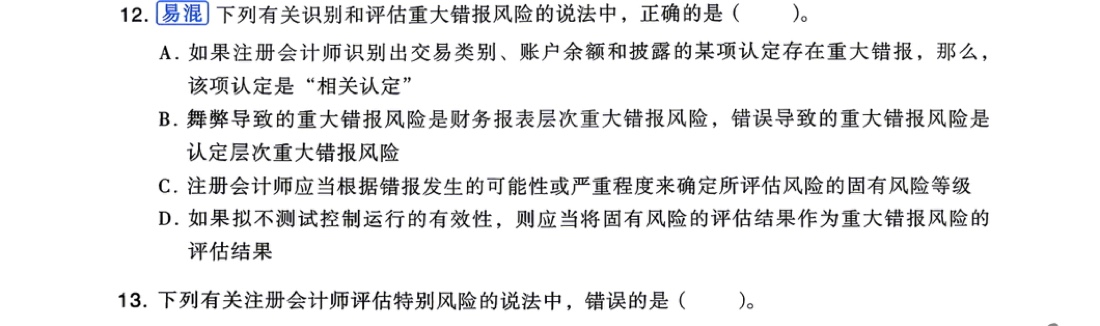 12. 易混 下列有关识别和评估重大错报风险的说法中，正确的是（　　）。
A. 如果注册会计师识别出交易类别、账户余额和披露的某项认定存在重大错报，那么，
该项认定是“相关认定”
B. 舞弊导致的重大错报风险是财务报表层次重大错报风险，错误导致的重大错报风险是
认定层次重大错报风险
C. 注册会计师应当根据错报发生的可能性或严重程度来确定所评估风险的固有风险等级
D. 如果拟不测试控制运行的有效性，则应当将固有风险的评估结果作为重大错报风险的
评估结果
13. 下列有关注册会计师评估特别风险的说法中，错误的是（　　）。